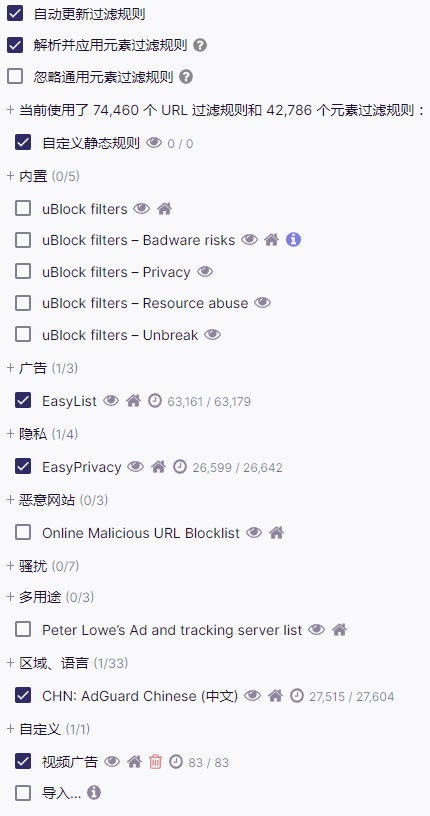 自动更新过滤规则
解析并应用元素过滤规则
忽略通用元素过滤规则
当前使用了 74,460 个 URL 过滤规则和 42,786 个元素过滤规则：
自定义静态规则 0 / 0
内置 (0/5)
uBlock filters
uBlock filters – Badware risks
uBlock filters – Privacy
uBlock filters – Resource abuse
uBlock filters – Unbreak
广告 (1/3)
EasyList 63,161 / 63,179
隐私 (1/4)
EasyPrivacy 26,599 / 26,642
恶意网站 (0/3)
Online Malicious URL Blocklist
骚扰 (0/7)
多用途 (0/3)
Peter Lowe’s Ad and tracking server list
区域、语言 (1/33)
CHN: AdGuard Chinese (中文) 27,515 / 27,604
自定义 (1/1)
视频广告 83 / 83
导入...